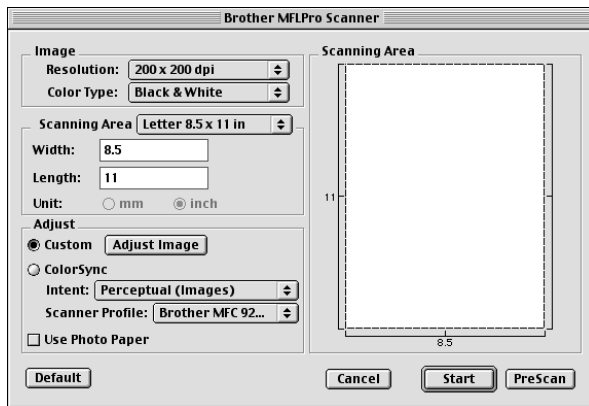 Brother MFLPro Scanner
Image
Resolution: 200 x 200 dpi
Color Type: Black & White
Scanning Area Letter 8.5 x 11 in
Width: 8.5
Length: 11
Unit: mm inch
Adjust
Custom Adjust Image
ColorSync
Intent: Perceptual (Images)
Scanner Profile: Brother MFC 92...
Use Photo Paper
Default
Scanning Area
11
8.5
Cancel Start PreScan